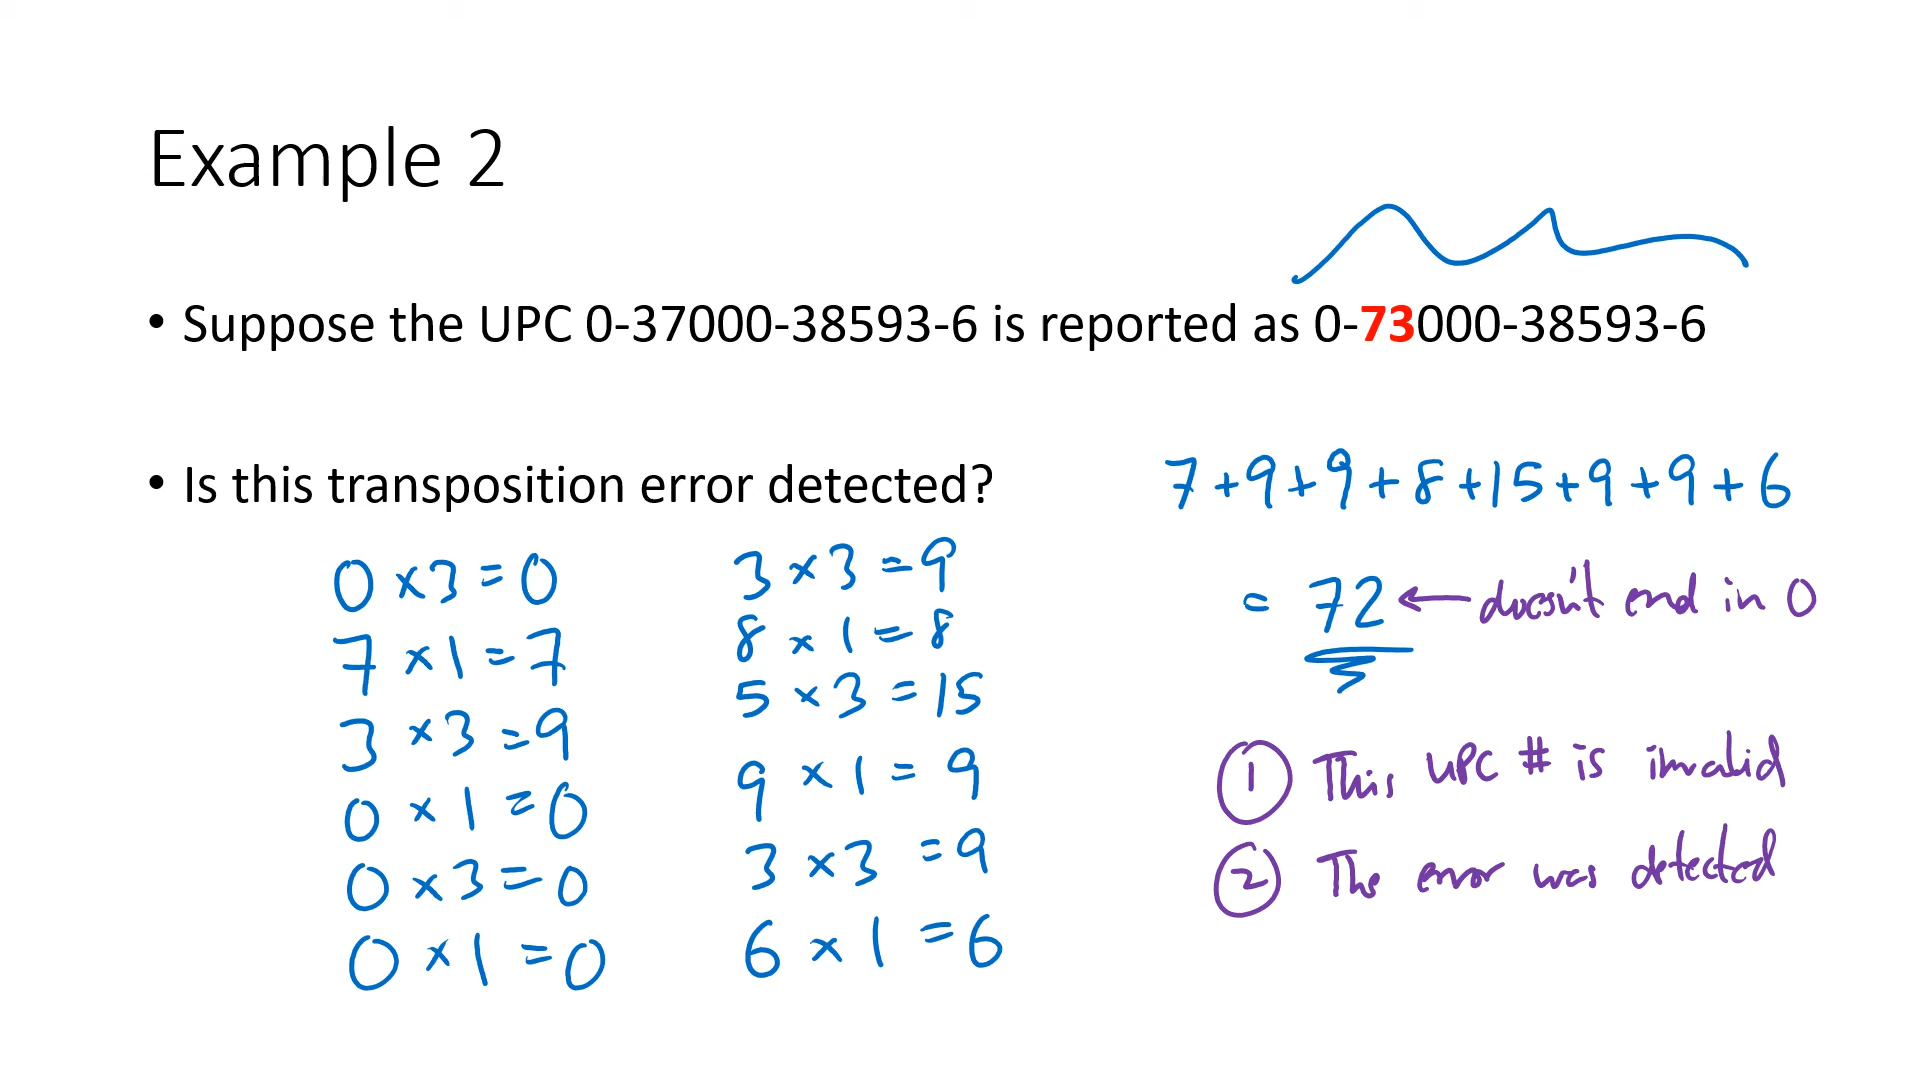 Example 2
• Suppose the UPC 0-37000-38593-6 is reported as 0-73000-38593-6
• Is this transposition error detected?
0 × 3 = 0
7 × 1 = 7
3 × 3 = 9
0 × 1 = 0
0 × 3 = 0
0 × 1 = 0
3 × 3 = 9
8 × 1 = 8
5 × 3 = 15
9 × 1 = 9
3 × 3 = 9
6 × 1 = 6
7 + 9 + 9 + 8 + 15 + 9 + 9 + 6
= 72 ← doesn't end in 0
① This UPC # is invalid
② The error was detected